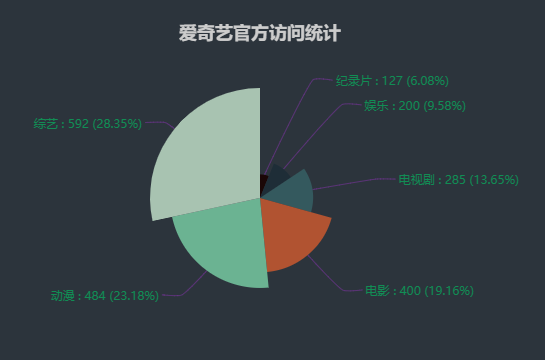 爱奇艺官方访问统计
纪录片 : 127 (6.08%)
娱乐 : 200 (9.58%)
综艺 : 592 (28.35%)
电视剧 : 285 (13.65%)
电影 : 400 (19.16%)
动漫 : 484 (23.18%)